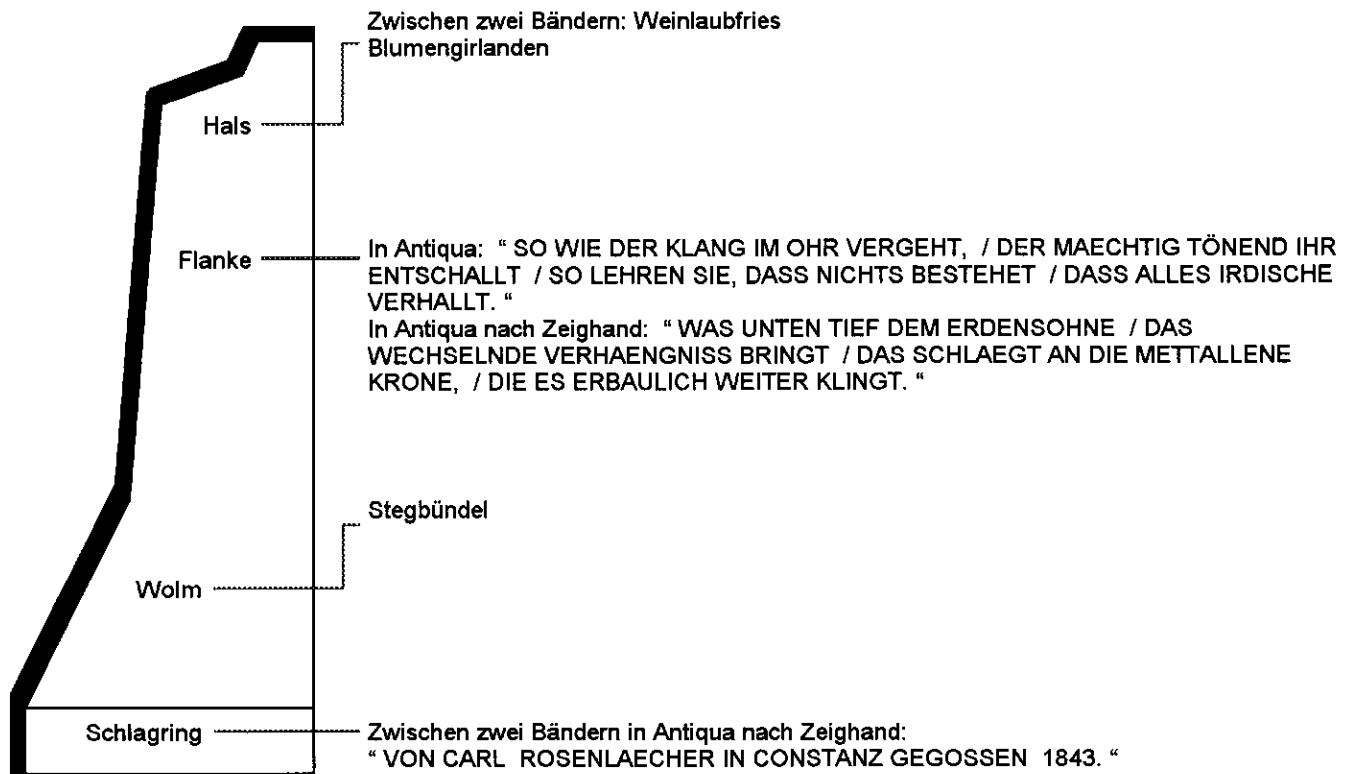 Zwischen zwei Bändern: Weinlaubfries
Blumengirlanden
Hals
Flanke
In Antiqua: “ SO WIE DER KLANG IM OHR VERGEHT, / DER MAECHTIG TÖNEND IHR
ENTSCHALLT / SO LEHREN SIE, DASS NICHTS BESTEHET / DASS ALLES IRDISCHE
VERHALLT. “
In Antiqua nach Zeighand: “ WAS UNTEN TIEF DEM ERDENSOHNE / DAS
WECHSELNDE VERHAENGNISS BRINGT / DAS SCHLAEGT AN DIE METTALLENE
KRONE, / DIE ES ERBAULICH WEITER KLINGT. “
Stegbündel
Wolm
Schlagring
Zwischen zwei Bändern in Antiqua nach Zeighand:
“ VON CARL ROSENLAECHER IN CONSTANZ GEGOSSEN 1843. “